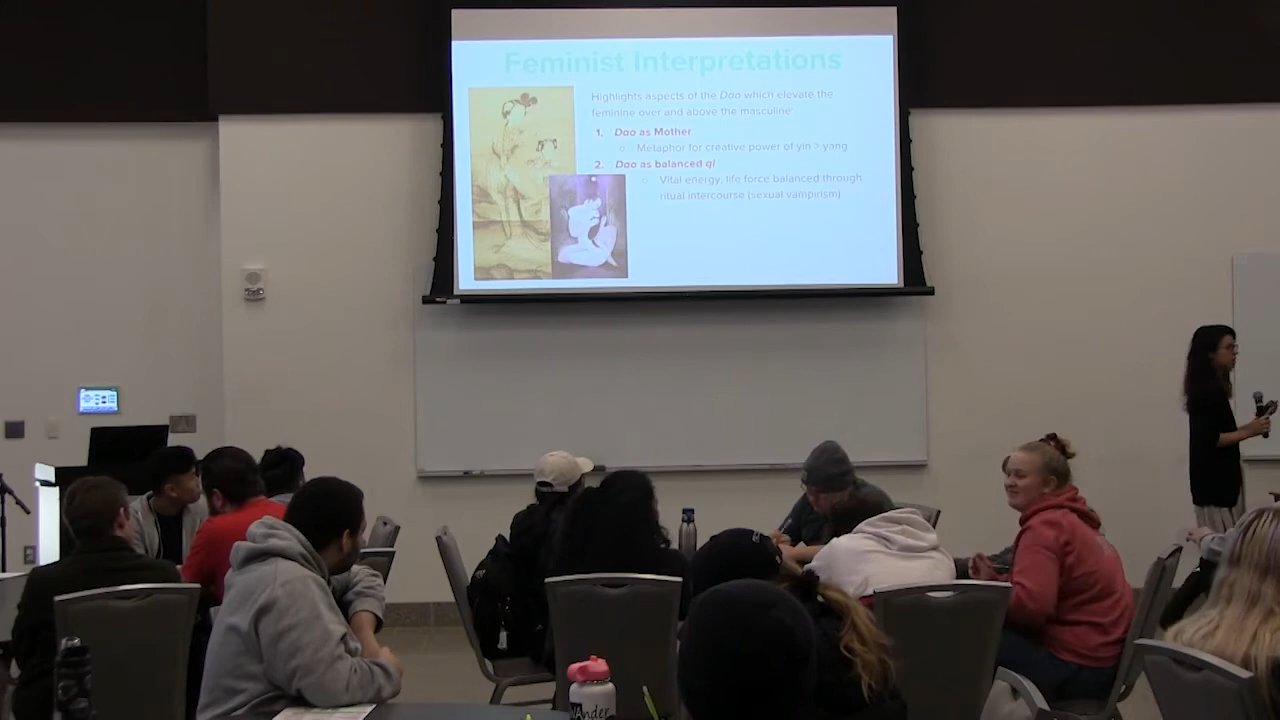 Feminist Interpretations
Highlights aspects of the Dao which elevate the
feminine over and above the masculine:
1. Dao as Mother
○ Metaphor for creative power of yin > yang
2. Dao as balanced qi
○ Vital energy, life force balanced through
ritual intercourse (sexual vampirism)
WANder